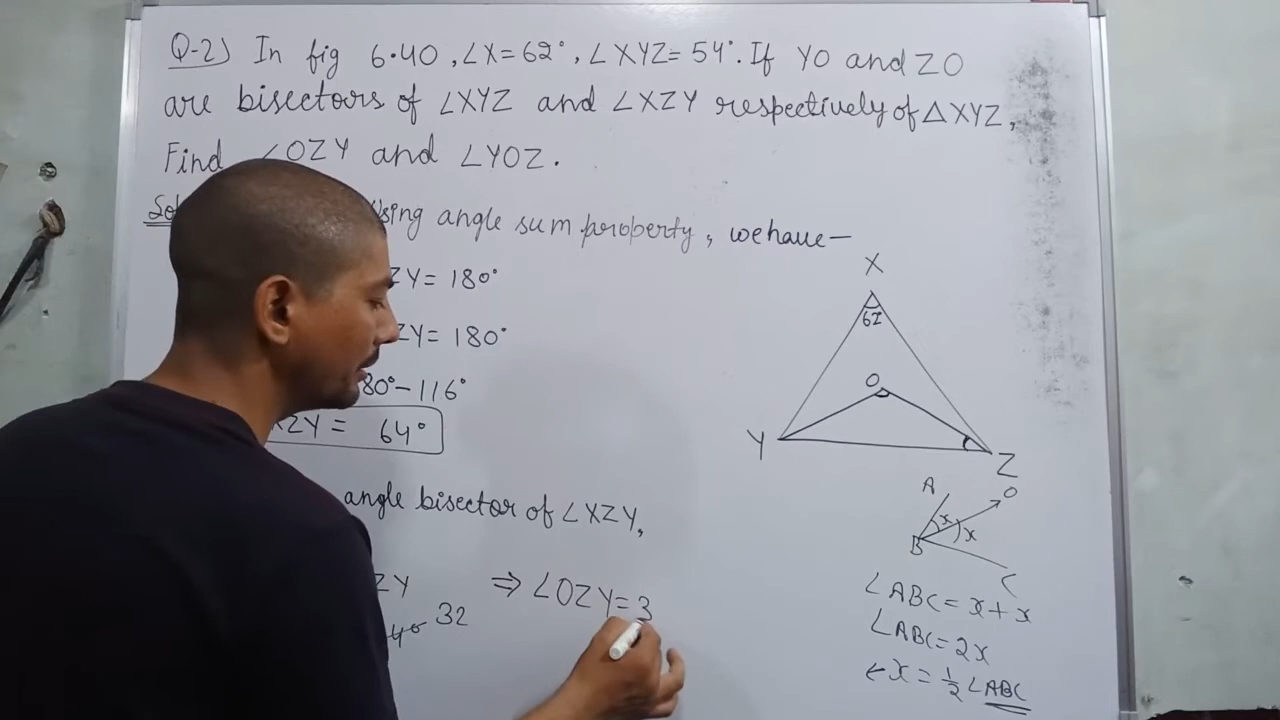 Q-2) In fig 6.40, ∠X=62°, ∠XYZ=54°. If YO and ZO
are bisectors of ∠XYZ and ∠XZY respectively of △XYZ,
Find ∠OZY and ∠YOZ.
Using angle sum property, we have—
ZY=180°
ZY=180°
80°-116°
XZY= 64°
angle bisector of ∠XZY,
ZY
32
⇒ ∠OZY=3
X
62
O
Y
Z
A
O
x
x
B
C
∠ABC=x+x
∠ABC=2x
←x=1/2∠ABC